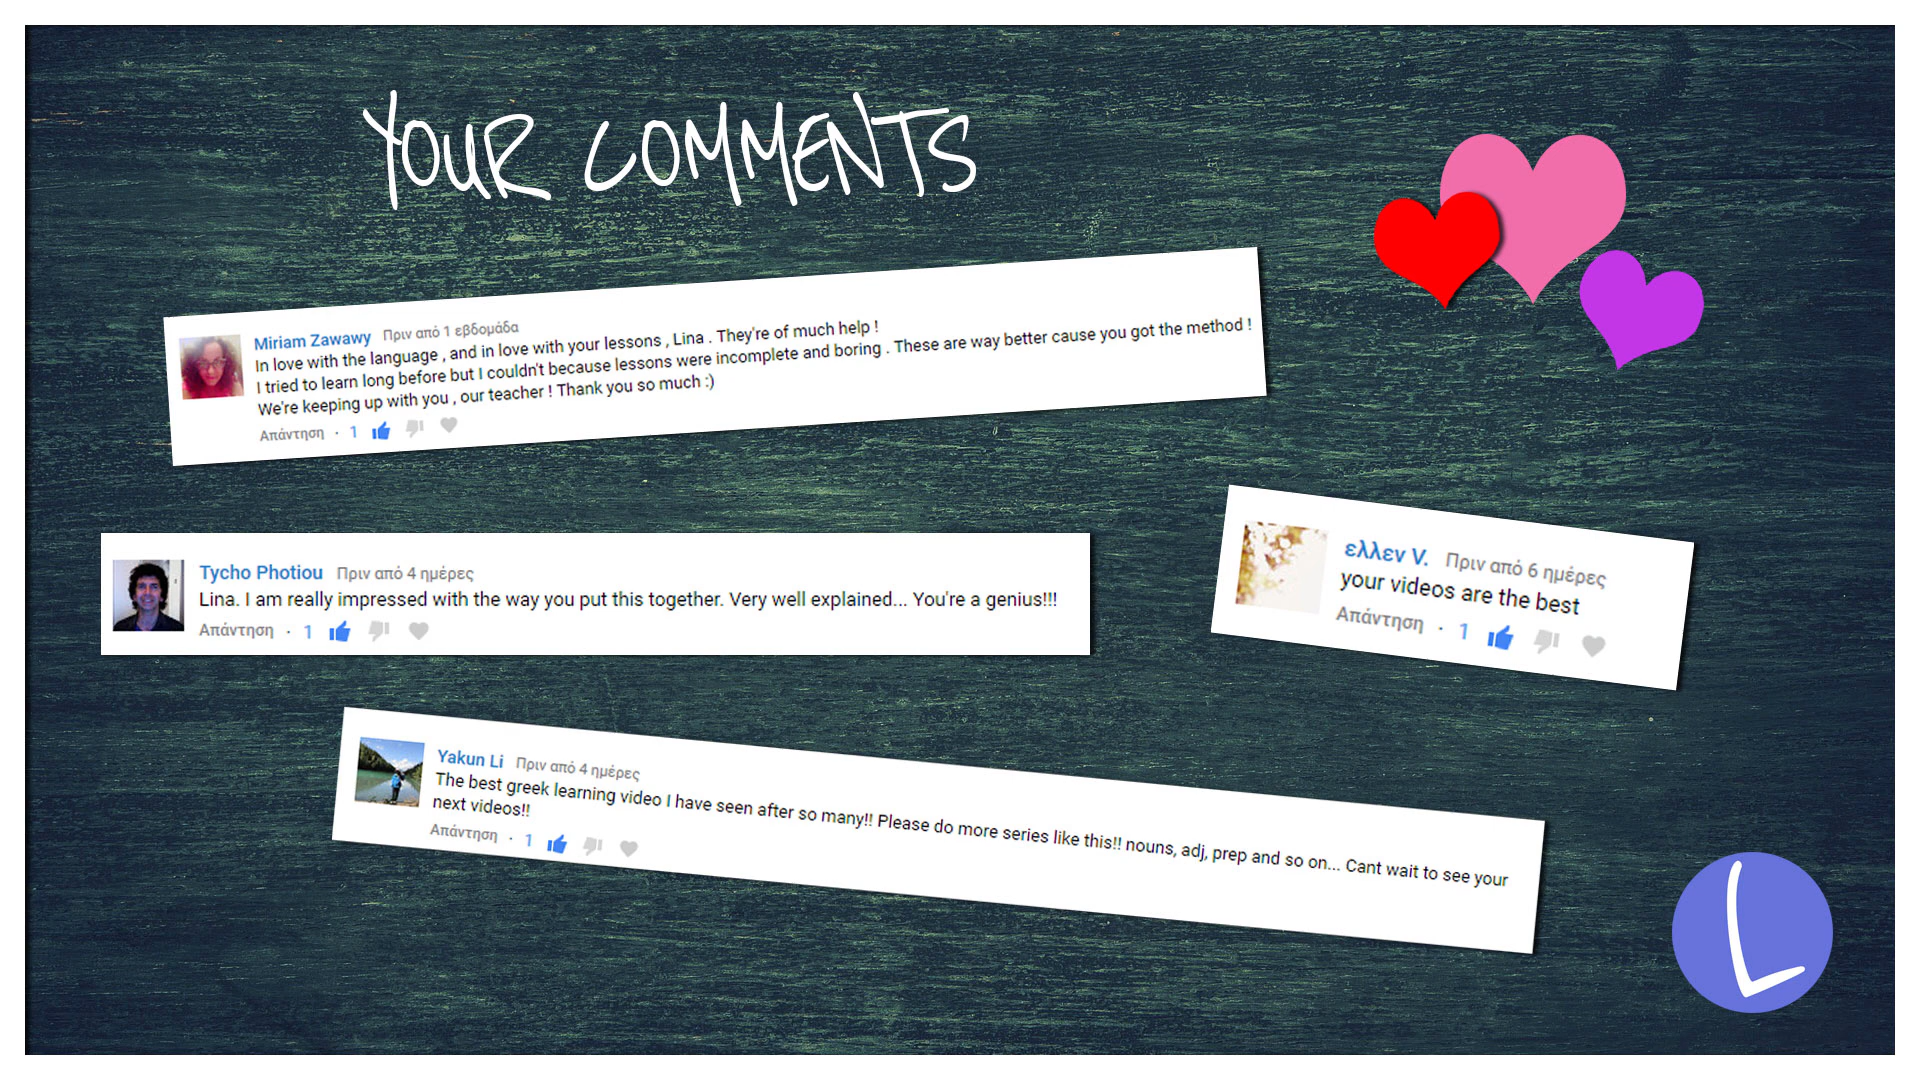 YOUR COMMENTS
Miriam Zawawy Πριν από 1 εβδομάδα
In love with the language , and in love with your lessons , Lina . They're of much help !
I tried to learn long before but I couldn't because lessons were incomplete and boring . These are way better cause you got the method !
We're keeping up with you , our teacher ! Thank you so much :)
Απάντηση · 1
Tycho Photiou Πριν από 4 ημέρες
Lina. I am really impressed with the way you put this together. Very well explained... You're a genius!!!
Απάντηση · 1
ελλεν V. Πριν από 6 ημέρες
your videos are the best
Απάντηση · 1
Yakun Li Πριν από 4 ημέρες
The best greek learning video I have seen after so many!! Please do more series like this!! nouns, adj, prep and so on... Cant wait to see your
next videos!!
Απάντηση · 1
L